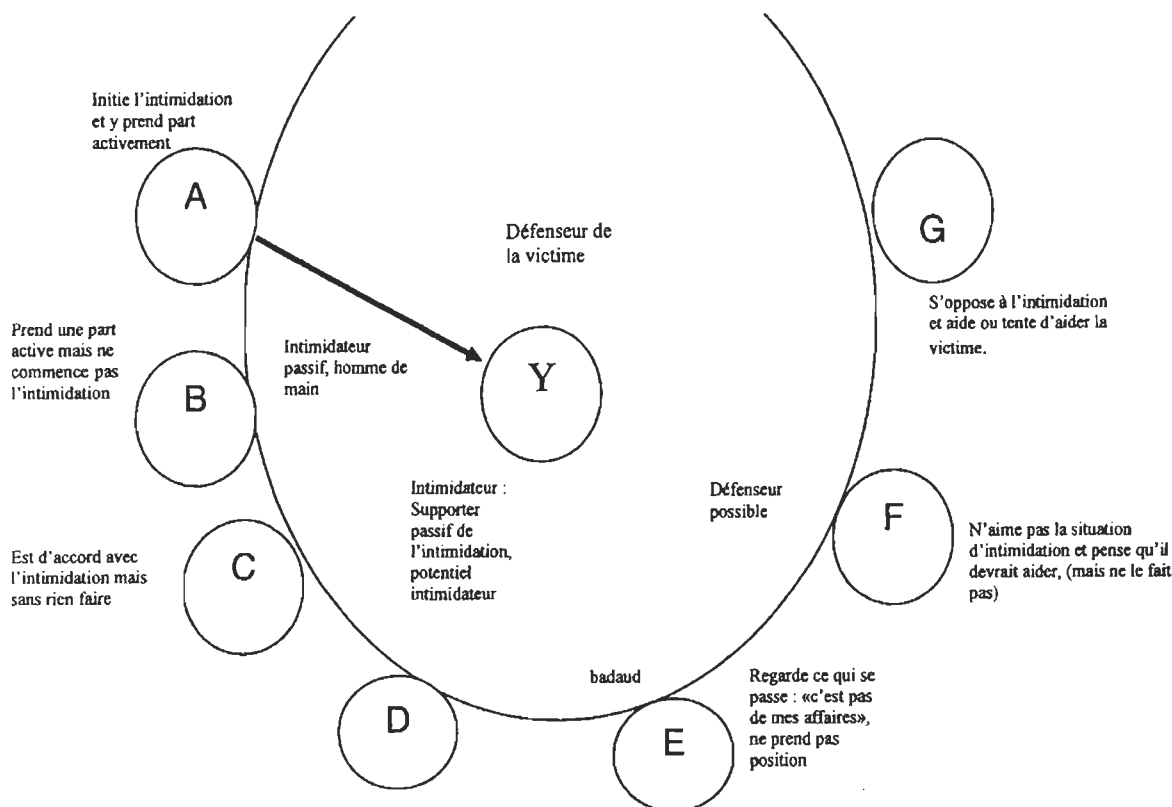 Initie l'intimidation
et y prend part
activement
A
Défenseur de
la victime
G
S'oppose à l'intimidation
et aide ou tente d'aider la
victime.
Prend une part
active mais ne
commence pas
l'intimidation
B
Intimidateur
passif, homme de
main
Y
Intimidateur :
Supporter
passif de
l'intimidation,
potentiel
intimidateur
Défenseur
possible
F
N'aime pas la situation
d'intimidation et pense qu'il
devrait aider, (mais ne le fait
pas)
Est d'accord avec
l'intimidation mais
sans rien faire
C
D
badaud
E
Regarde ce qui se
passe : «c'est pas
de mes affaires»,
ne prend pas
position